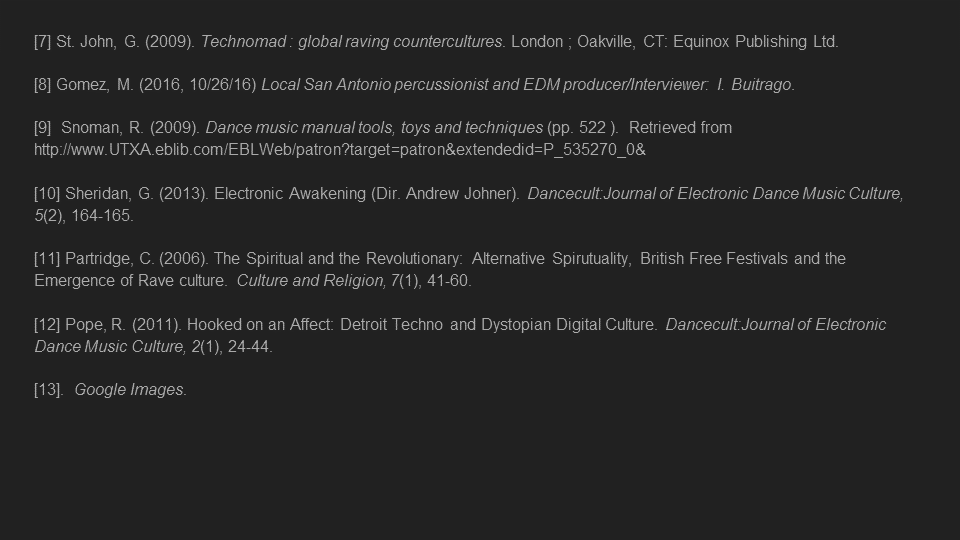 [7] St. John, G. (2009). Technomad : global raving countercultures. London ; Oakville, CT: Equinox Publishing Ltd.
[8] Gomez, M. (2016, 10/26/16) Local San Antonio percussionist and EDM producer/Interviewer: I. Buitrago.
[9] Snoman, R. (2009). Dance music manual tools, toys and techniques (pp. 522 ). Retrieved from
http://www.UTXA.eblib.com/EBLWeb/patron?target=patron&extendedid=P_535270_0&
[10] Sheridan, G. (2013). Electronic Awakening (Dir. Andrew Johner). Dancecult:Journal of Electronic Dance Music Culture,
5(2), 164-165.
[11] Partridge, C. (2006). The Spiritual and the Revolutionary: Alternative Spirutuality, British Free Festivals and the
Emergence of Rave culture. Culture and Religion, 7(1), 41-60.
[12] Pope, R. (2011). Hooked on an Affect: Detroit Techno and Dystopian Digital Culture. Dancecult:Journal of Electronic
Dance Music Culture, 2(1), 24-44.
[13]. Google Images.